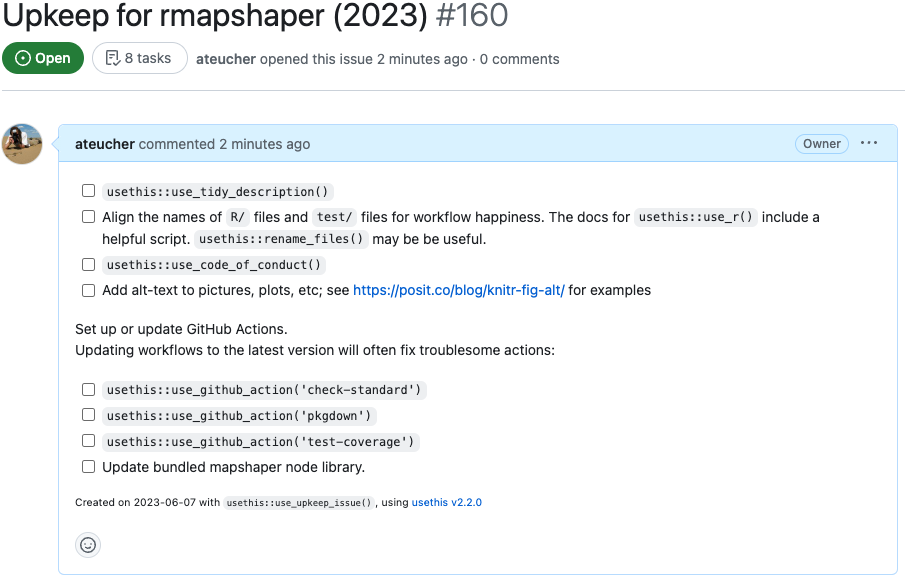 Upkeep for rmapshaper (2023) #160
Open 8 tasks ateucher opened this issue 2 minutes ago · 0 comments
ateucher commented 2 minutes ago Owner ···
usethis::use_tidy_description()
Align the names of R/ files and test/ files for workflow happiness. The docs for usethis::use_r() include a
helpful script. usethis::rename_files() may be be useful.
usethis::use_code_of_conduct()
Add alt-text to pictures, plots, etc; see https://posit.co/blog/knitr-fig-alt/ for examples
Set up or update GitHub Actions.
Updating workflows to the latest version will often fix troublesome actions:
usethis::use_github_action('check-standard')
usethis::use_github_action('pkgdown')
usethis::use_github_action('test-coverage')
Update bundled mapshaper node library.
Created on 2023-06-07 with usethis::use_upkeep_issue(), using usethis v2.2.0